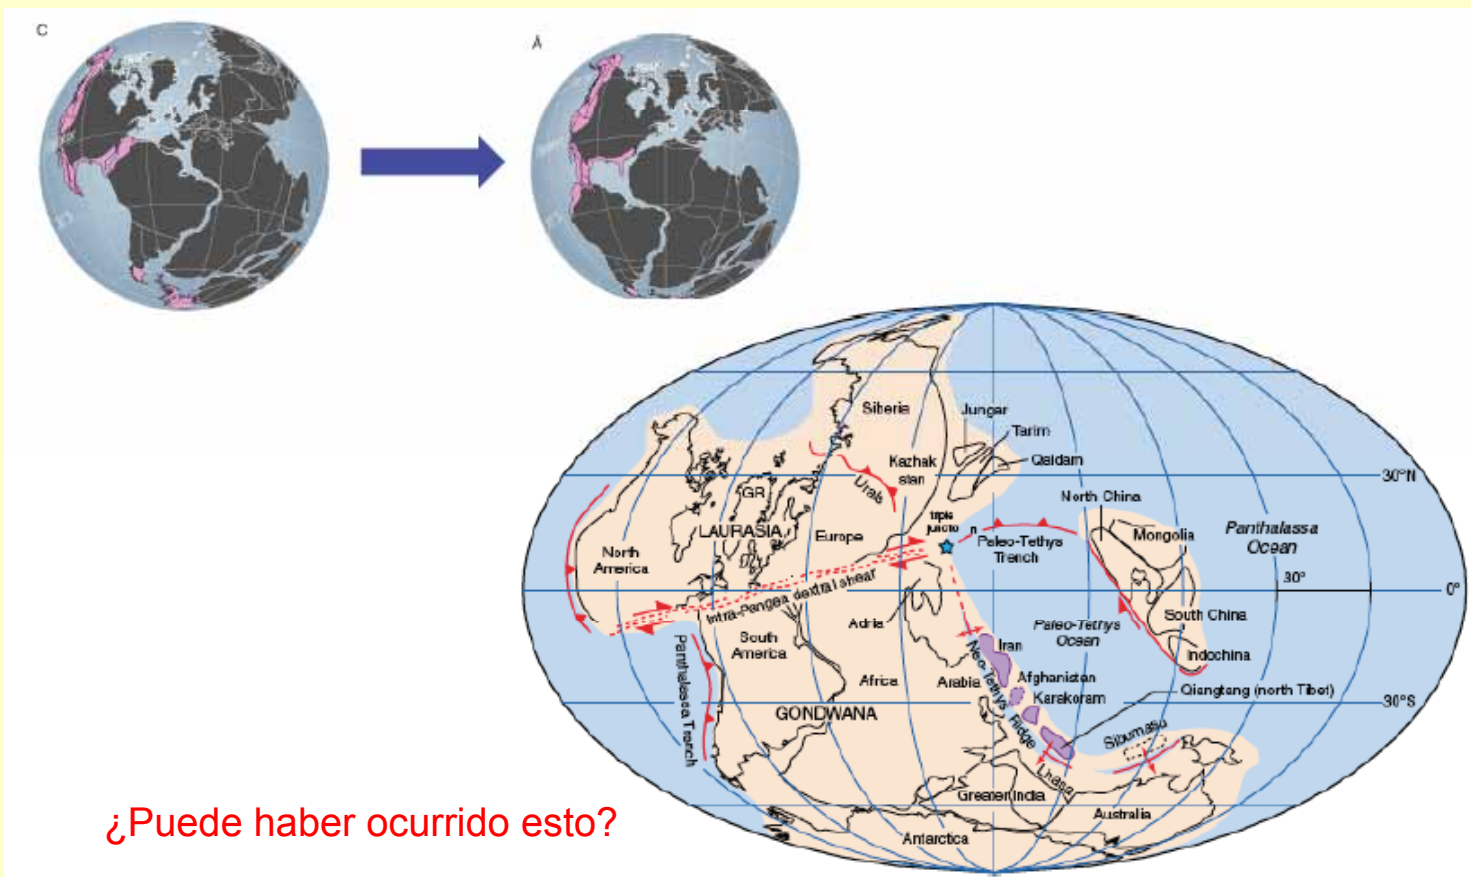 C
A
Siberia
Jungar
Tarim
Qaidam
Kazhak
stan
Urals
30°N
North China
GR
LAURASIA
triple
junctio n
Mongolia
Panthalassa
Ocean
Europe
Paleo-Tethys
Trench
North
America
30°
0°
Intra-Pangea dextral shear
South China
Adria
Paleo-Tethys
Ocean
South
America
Iran
Indochina
Panthalassa Trench
Neo-Tethys Ridge
Africa
Arabia
Afghanistan
Karakoram
Qiangtang (north Tibet)
30°S
GONDWANA
Sibumasu
Lhasa
Greater India
Australia
Antarctica
¿Puede haber ocurrido esto?